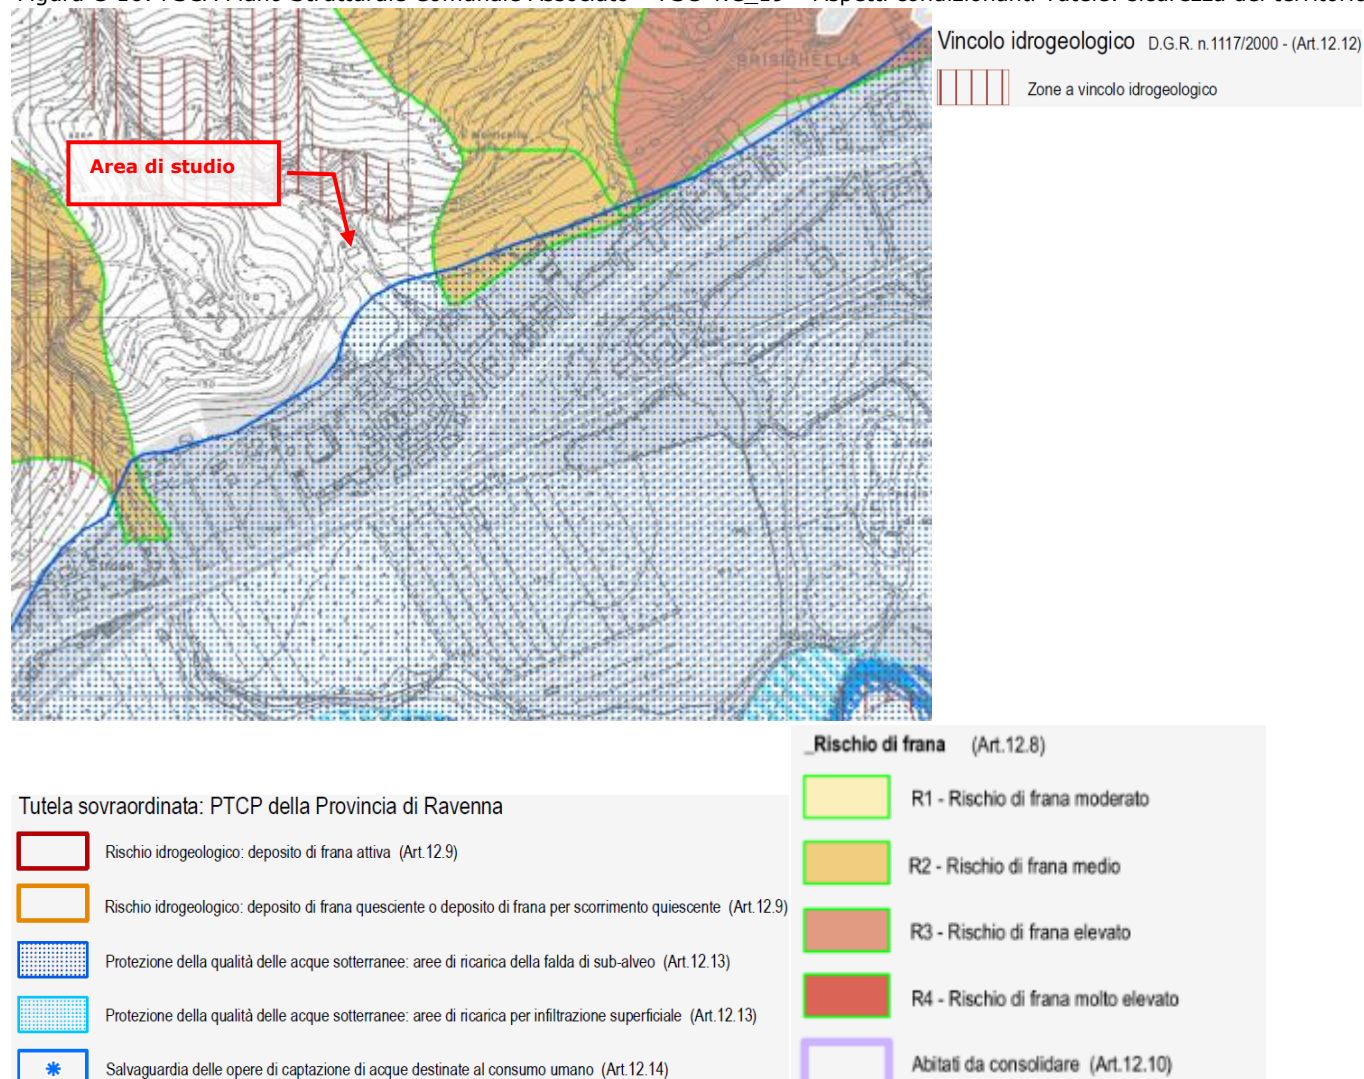 Vincolo idrogeologico D.G.R. n.1117/2000 - (Art.12.12)
Zone a vincolo idrogeologico
BRISIGHELLA
Area di studio
_Rischio di frana (Art.12.8)
R1 - Rischio di frana moderato
R2 - Rischio di frana medio
R3 - Rischio di frana elevato
R4 - Rischio di frana molto elevato
Abitati da consolidare (Art.12.10)
Tutela sovraordinata: PTCP della Provincia di Ravenna
Rischio idrogeologico: deposito di frana attiva (Art.12.9)
Rischio idrogeologico: deposito di frana quesciente o deposito di frana per scorrimento quiescente (Art.12.9)
Protezione della qualità delle acque sotterranee: aree di ricarica della falda di sub-alveo (Art.12.13)
Protezione della qualità delle acque sotterranee: aree di ricarica per infiltrazione superficiale (Art.12.13)
Salvaguardia delle opere di captazione di acque destinate al consumo umano (Art.12.14)